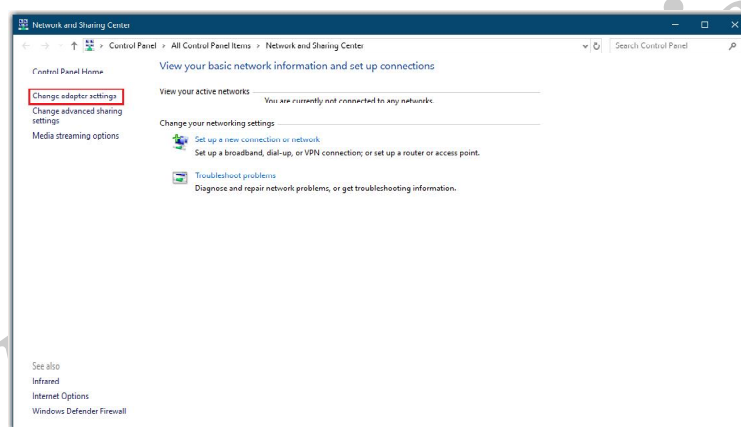 Network and Sharing Center
Control Panel > All Control Panel Items > Network and Sharing Center
Search Control Panel
Control Panel Home
Change adapter settings
Change advanced sharing
settings
Media streaming options
View your basic network information and set up connections
View your active networks
You are currently not connected to any networks.
Change your networking settings
Set up a new connection or network
Set up a broadband, dial-up, or VPN connection; or set up a router or access point.
Troubleshoot problems
Diagnose and repair network problems, or get troubleshooting information.
See also
Infrared
Internet Options
Windows Defender Firewall